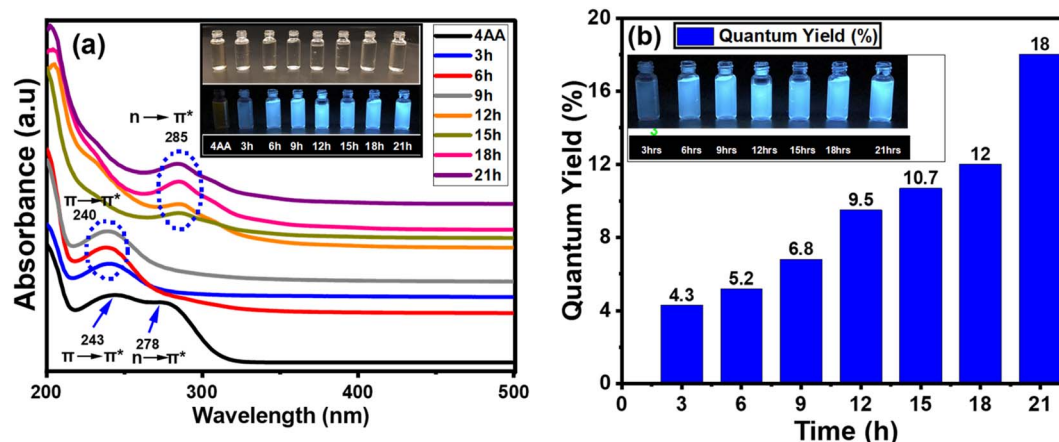 (a)
4AA
3h
6h
9h
12h
15h
18h
21h
4AA 3h 6h 9h 12h 15h 18h 21h
n → π*
285
π → π*
240
243
π → π*
278
n → π*
Absorbance (a.u)
200 300 400 500
Wavelength (nm)
(b)
Quantum Yield (%)
3
3hrs 6hrs 9hrs 12hrs 15hrs 18hrs 21hrs
4.3
5.2
6.8
9.5
10.7
12
18
Quantum Yield (%)
20
16
12
8
4
0
0 3 6 9 12 15 18 21
Time (h)